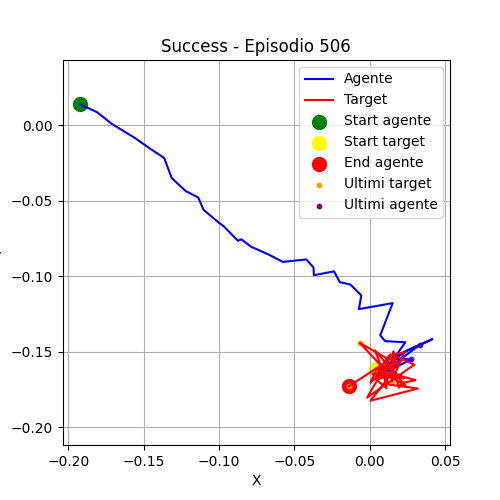 Success - Episodio 506
Agente
Target
Start agente
Start target
End agente
Ultimi target
Ultimi agente
0.00
−0.05
−0.10
−0.15
−0.20
−0.20
−0.15
−0.10
−0.05
0.00
0.05
X